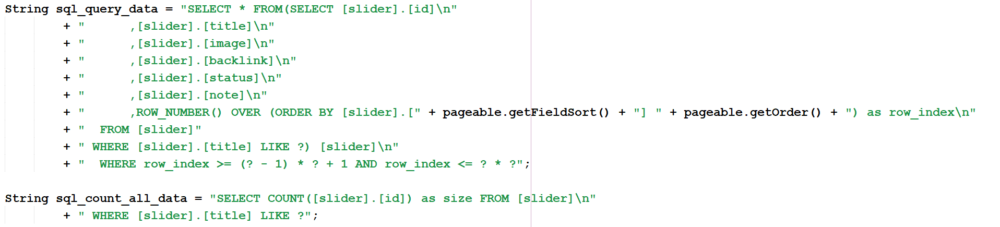 String sql_query_data = "SELECT * FROM(SELECT [slider].[id]\n"
+ "      ,[slider].[title]\n"
+ "      ,[slider].[image]\n"
+ "      ,[slider].[backlink]\n"
+ "      ,[slider].[status]\n"
+ "      ,[slider].[note]\n"
+ "      ,ROW_NUMBER() OVER (ORDER BY [slider].[" + pageable.getFieldSort() + "] " + pageable.getOrder() + ") as row_index\n"
+ "  FROM [slider]"
+ " WHERE [slider].[title] LIKE ?) [slider]\n"
+ "  WHERE row_index >= (? - 1) * ? + 1 AND row_index <= ? * ?";
String sql_count_all_data = "SELECT COUNT([slider].[id]) as size FROM [slider]\n"
+ " WHERE [slider].[title] LIKE ?";